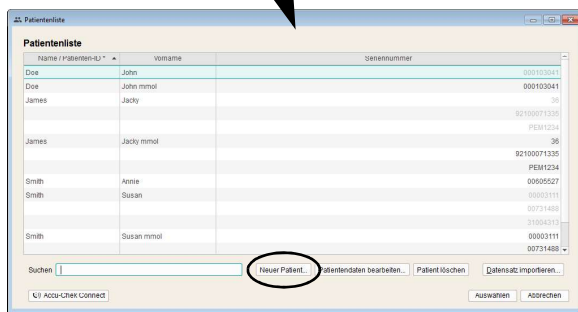 Patientenliste
Patientenliste
Name / Patienten-ID * Vorname Seriennummer
Doe John 000103041
Doe John mmol 000103041
James Jacky 36
92100071335
PEM1234
James Jacky mmol 36
92100071335
PEM1234
Smith Annie 00605527
Smith Susan 00003111
00731488
31004313
Smith Susan mmol 00003111
00731488
Suchen Neuer Patient... Patientendaten bearbeiten... Patient löschen Datensatz importieren...
Accu-Chek Connect Auswählen Abbrechen